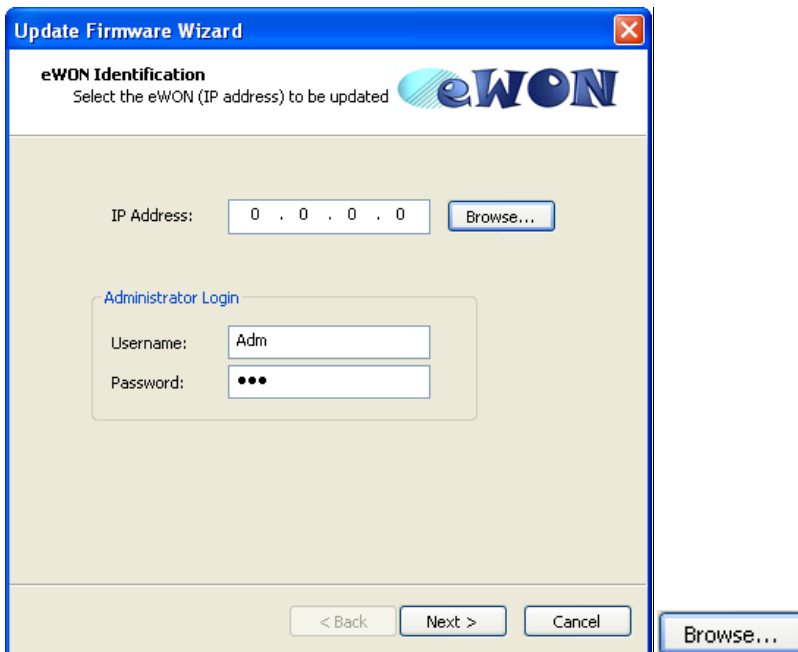 Update Firmware Wizard
eWON Identification
Select the eWON (IP address) to be updated
eWON
IP Address: 0 . 0 . 0 . 0 Browse...
Administrator Login
Username: Adm
Password: •••
< Back Next > Cancel
Browse...